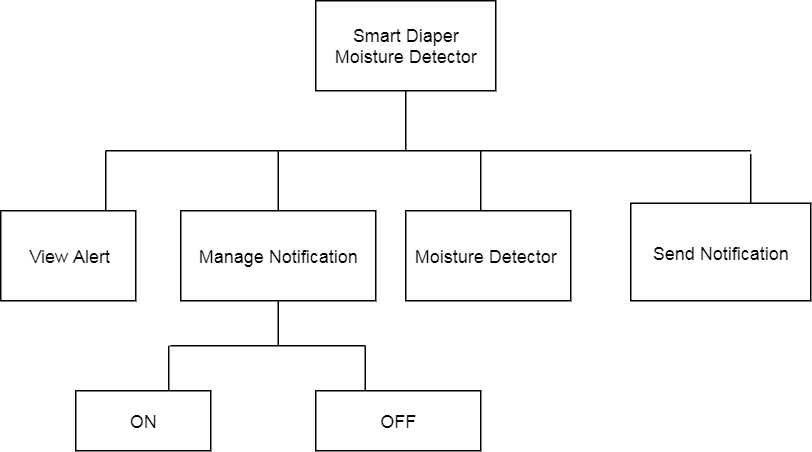 Smart Diaper
Moisture Detector
View Alert
Manage Notification
Moisture Detector
Send Notification
ON
OFF